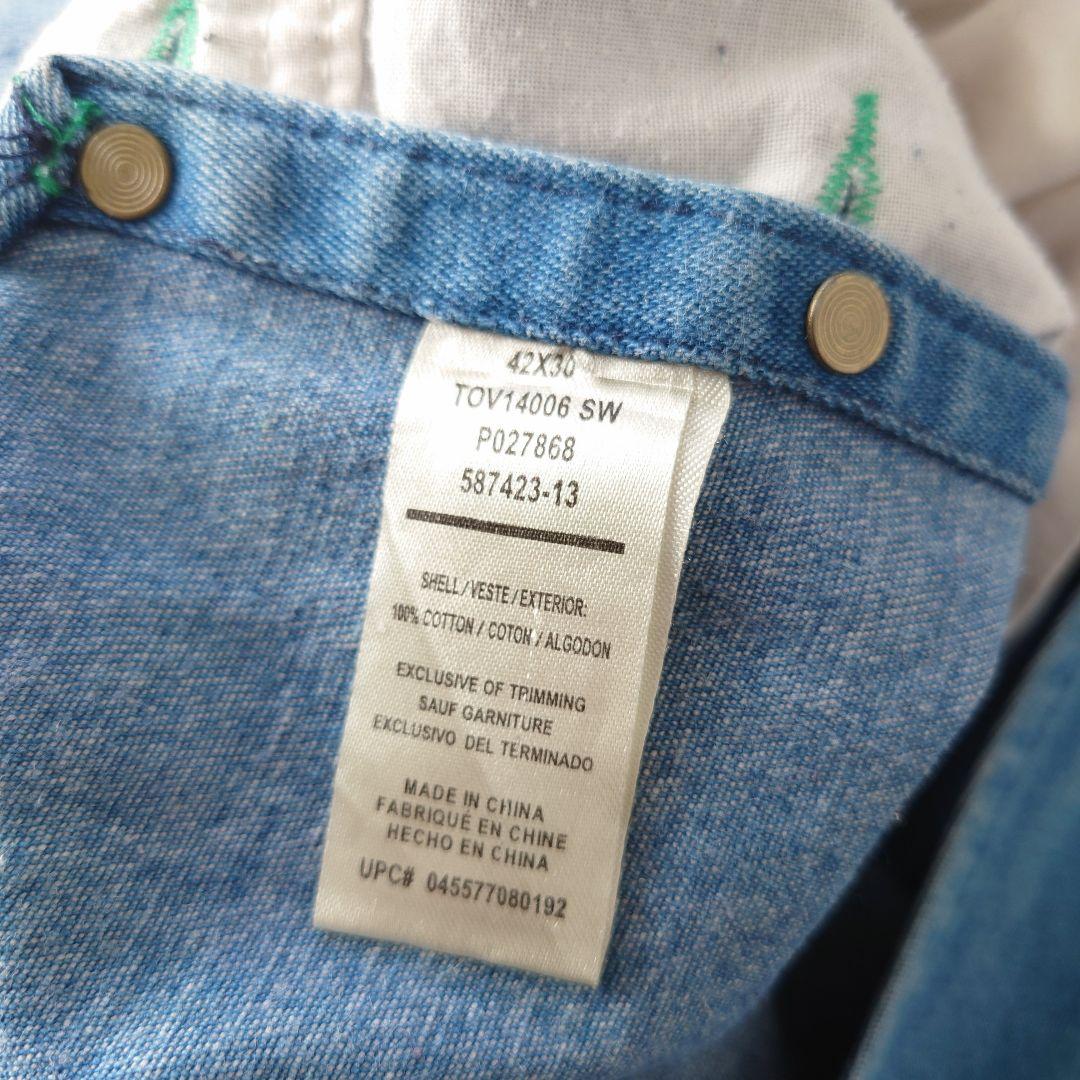 42X30
TOV14006 SW
P027868
587423-13
SHELL/VESTE/EXTERIOR:
100% COTTON / COTON / ALGODON
EXCLUSIVE OF TRIMMING
SAUF GARNITURE
EXCLUSIVO DEL TERMINADO
MADE IN CHINA
FABRIQUÉ EN CHINE
HECHO EN CHINA
UPC# 045577080192